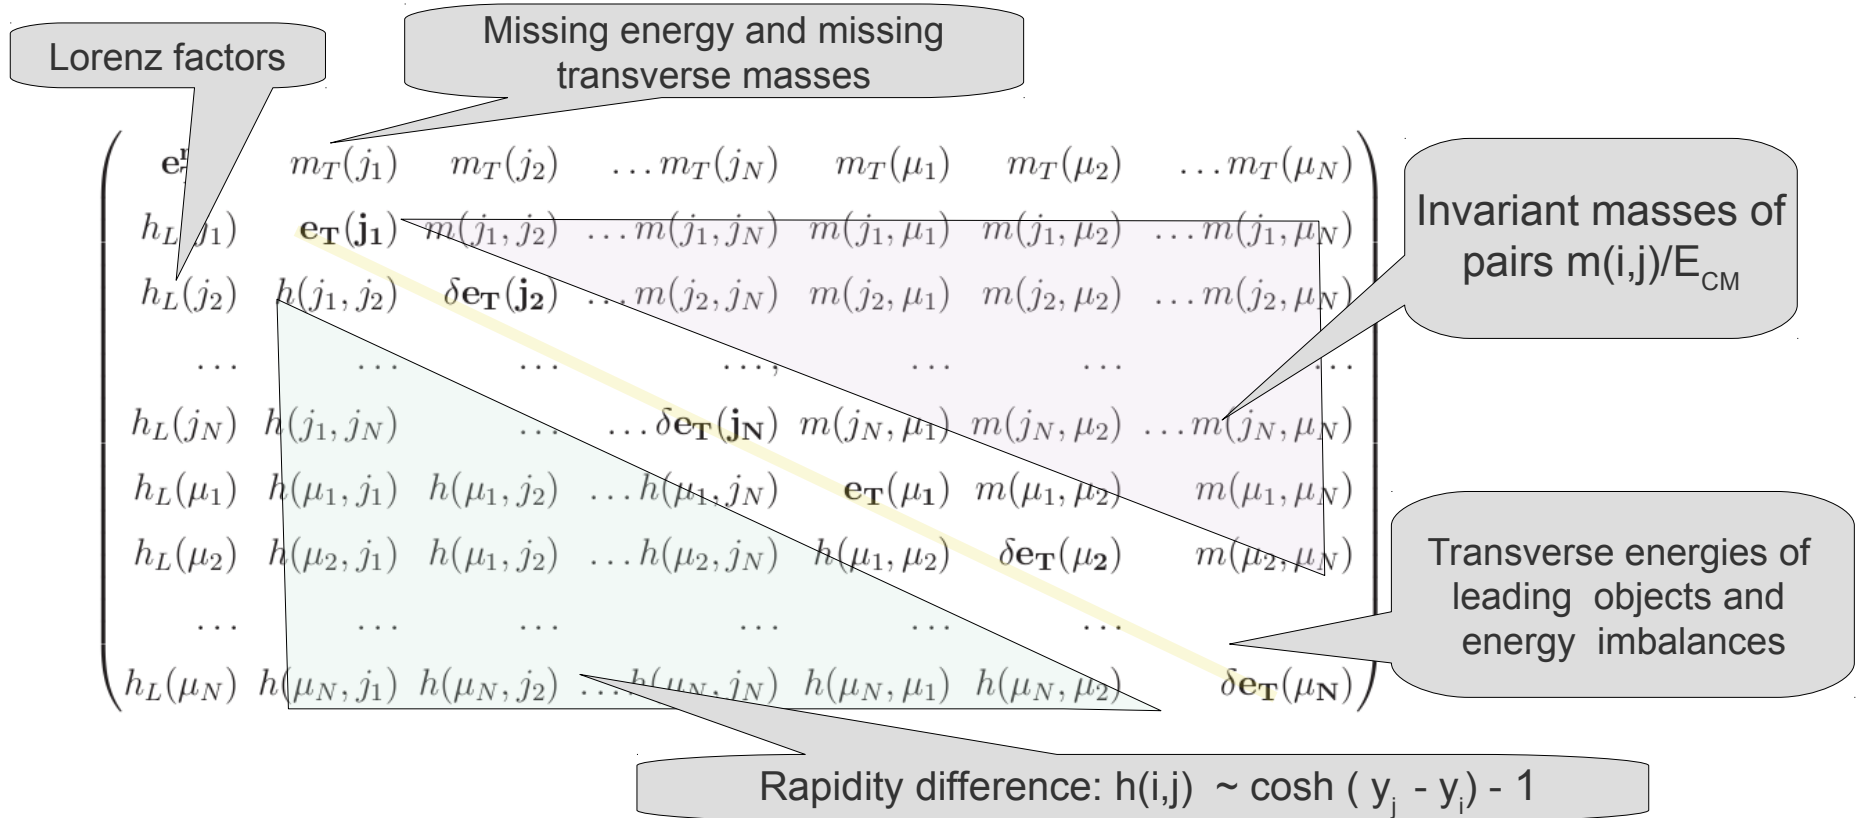 Lorenz factors
Missing energy and missing
transverse masses
m_T(j_1) m_T(j_2) …m_T(j_N) m_T(μ_1) m_T(μ_2) …m_T(μ_N)
h_L(j_1) e_T(j_1) m(j_1, j_2) …m(j_1, j_N) m(j_1, μ_1) m(j_1, μ_2) …m(j_1, μ_N)
h_L(j_2) h(j_1, j_2) δe_T(j_2) …m(j_2, j_N) m(j_2, μ_1) m(j_2, μ_2) …m(j_2, μ_N)
… … … …, … … …
h_L(j_N) h(j_1, j_N) … …δe_T(j_N) m(j_N, μ_1) m(j_N, μ_2) …m(j_N, μ_N)
h_L(μ_1) h(μ_1, j_1) h(μ_1, j_2) …h(μ_1, j_N) e_T(μ_1) m(μ_1, μ_2) m(μ_1, μ_N)
h_L(μ_2) h(μ_2, j_1) h(μ_1, j_2) …h(μ_2, j_N) h(μ_1, μ_2) δe_T(μ_2) m(μ_2, μ_N)
… … … … … …
h_L(μ_N) h(μ_N, j_1) h(μ_N, j_2) …h(μ_N, j_N) h(μ_N, μ_1) h(μ_N, μ_2) δe_T(μ_N)
Invariant masses of
pairs m(i,j)/E_CM
Transverse energies of
leading objects and
energy imbalances
Rapidity difference: h(i,j) ~ cosh ( y_j - y_i) - 1